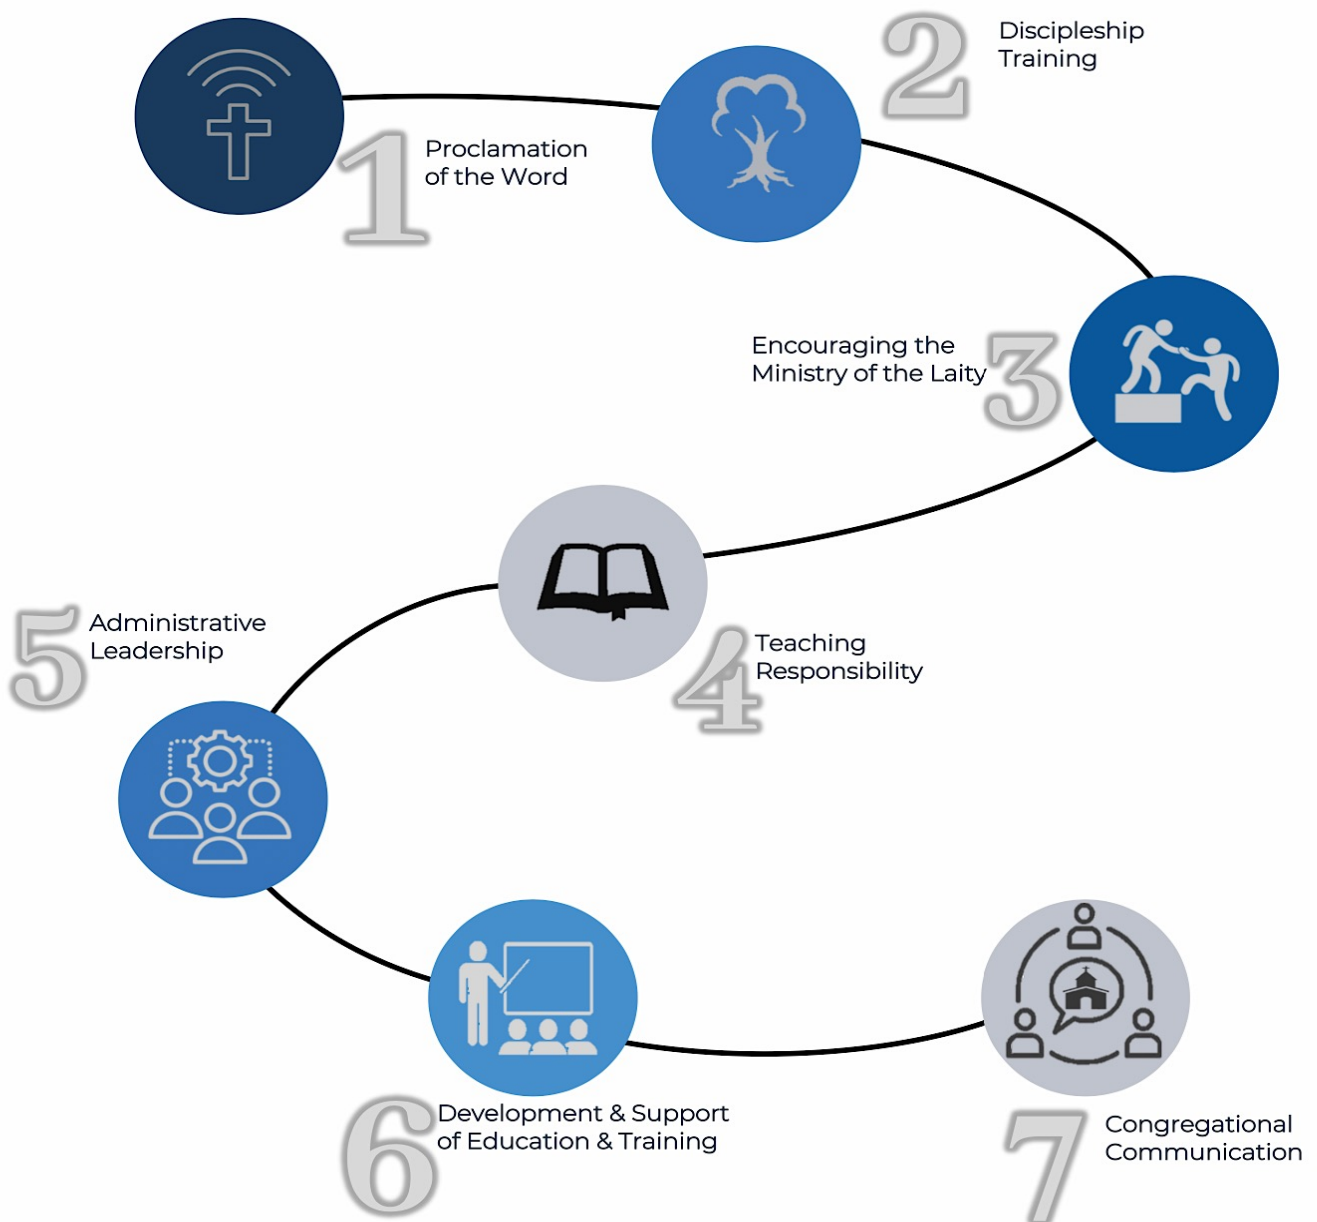 1
Proclamation
of the Word
2
Discipleship
Training
3
Encouraging the
Ministry of the Laity
4
Teaching
Responsibility
5
Administrative
Leadership
6
Development & Support
of Education & Training
7
Congregational
Communication